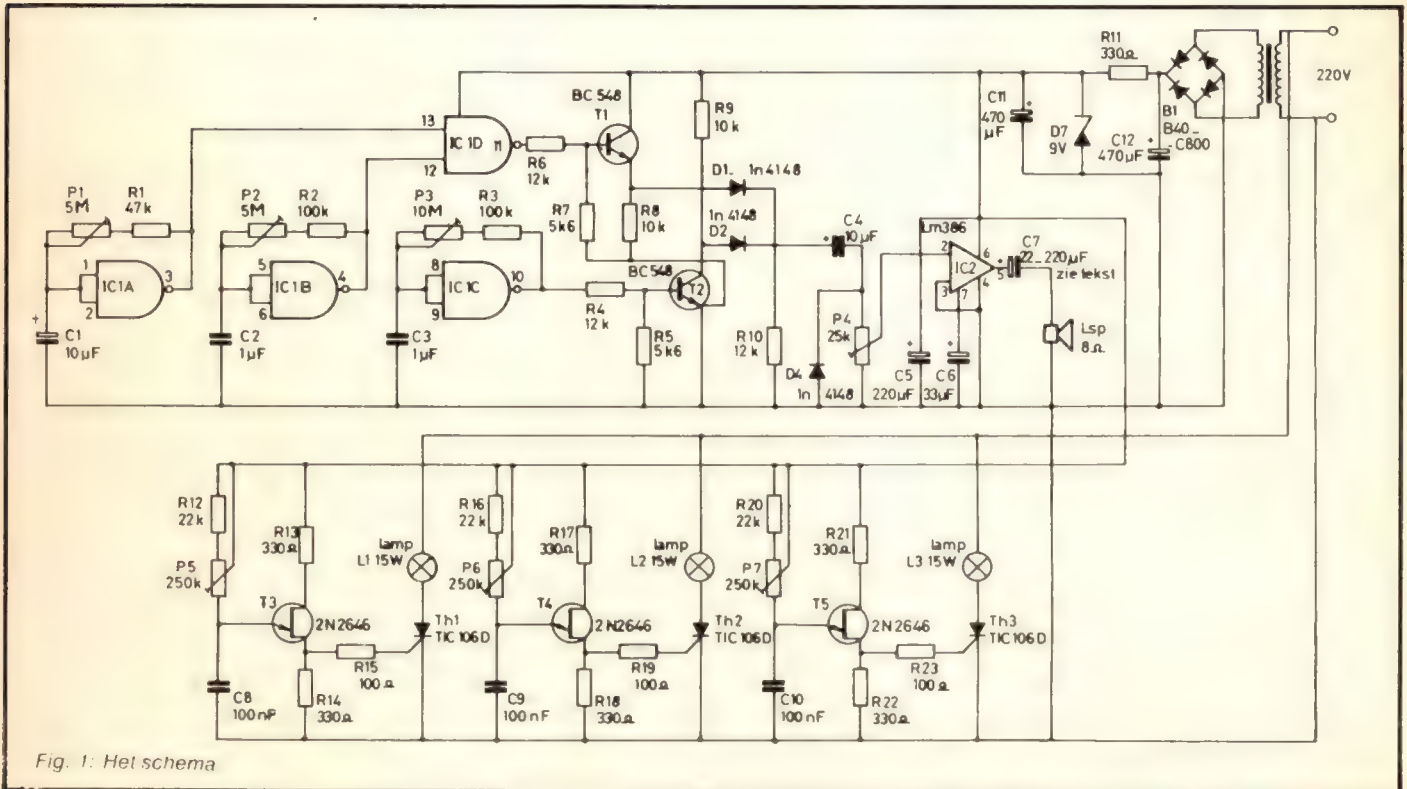 R11
330Ω
220V
B1
B40_
-C800
C11
+
470
µF
D7
9V
C12
470µF
+
BC 548
T1
R9
10k
13
IC1D
11
12
R6
12k
D1_ 1n4148
P1
5M
R1
47k
P2
5M
R2
100k
P3
10M
R3
100k
R7
5k6
R8
10k
1n 4148
D2
C4
+
10µF
Lm386
2
IC2
6
3
7
4
5
+
C7
22_220µF
zie tekst
1
IC1A
3
2
5
IC1B
4
6
8
IC1C
10
9
BC548
T2
R4
12k
R5
5k6
R10
12k
P4
25k
Lsp
8Ω
+
C1
10µF
C2
1µF
C3
1µF
D4
1n 4148
+
C5
220µF
+
C6
33µF
R12
22k
R13
330Ω
P5
250k
T3
2N2646
lamp
L1 15W
Th1
TIC106D
R15
100Ω
C8
100nF
R14
330Ω
R16
22k
R17
330Ω
P6
250k
T4
2N2646
lamp
L2 15W
Th2
TIC106D
R19
100Ω
C9
100nF
R18
330Ω
R20
22k
R21
330Ω
P7
250k
T5
2N2646
lamp
L3 15W
Th3
TIC106D
R23
100Ω
C10
100nF
R22
330Ω
Fig. 1: Het schema